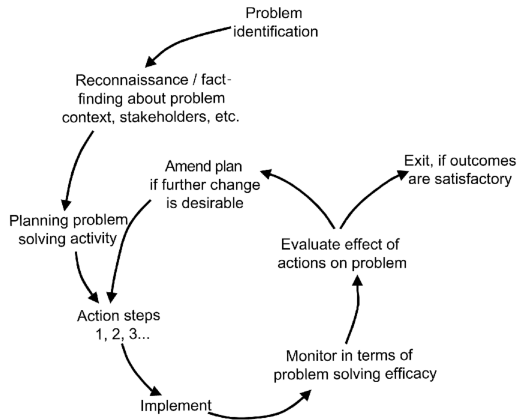 Problem
identification
Reconnaissance / fact-
finding about problem
context, stakeholders, etc.
Amend plan
if further change
is desirable
Exit, if outcomes
are satisfactory
Planning problem
solving activity
Evaluate effect of
actions on problem
Action steps
1, 2, 3...
Monitor in terms of
problem solving efficacy
Implement